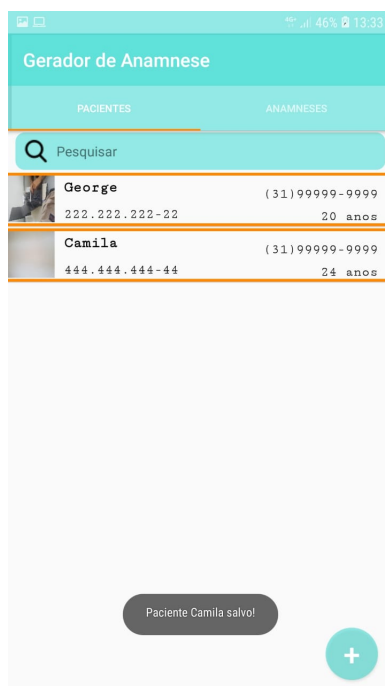 4G+ 46% 13:33
Gerador de Anamnese
PACIENTES ANAMNESES
Pesquisar
George (31)99999-9999
222.222.222-22 20 anos
Camila (31)99999-9999
444.444.444-44 24 anos
Paciente Camila salvo!
+